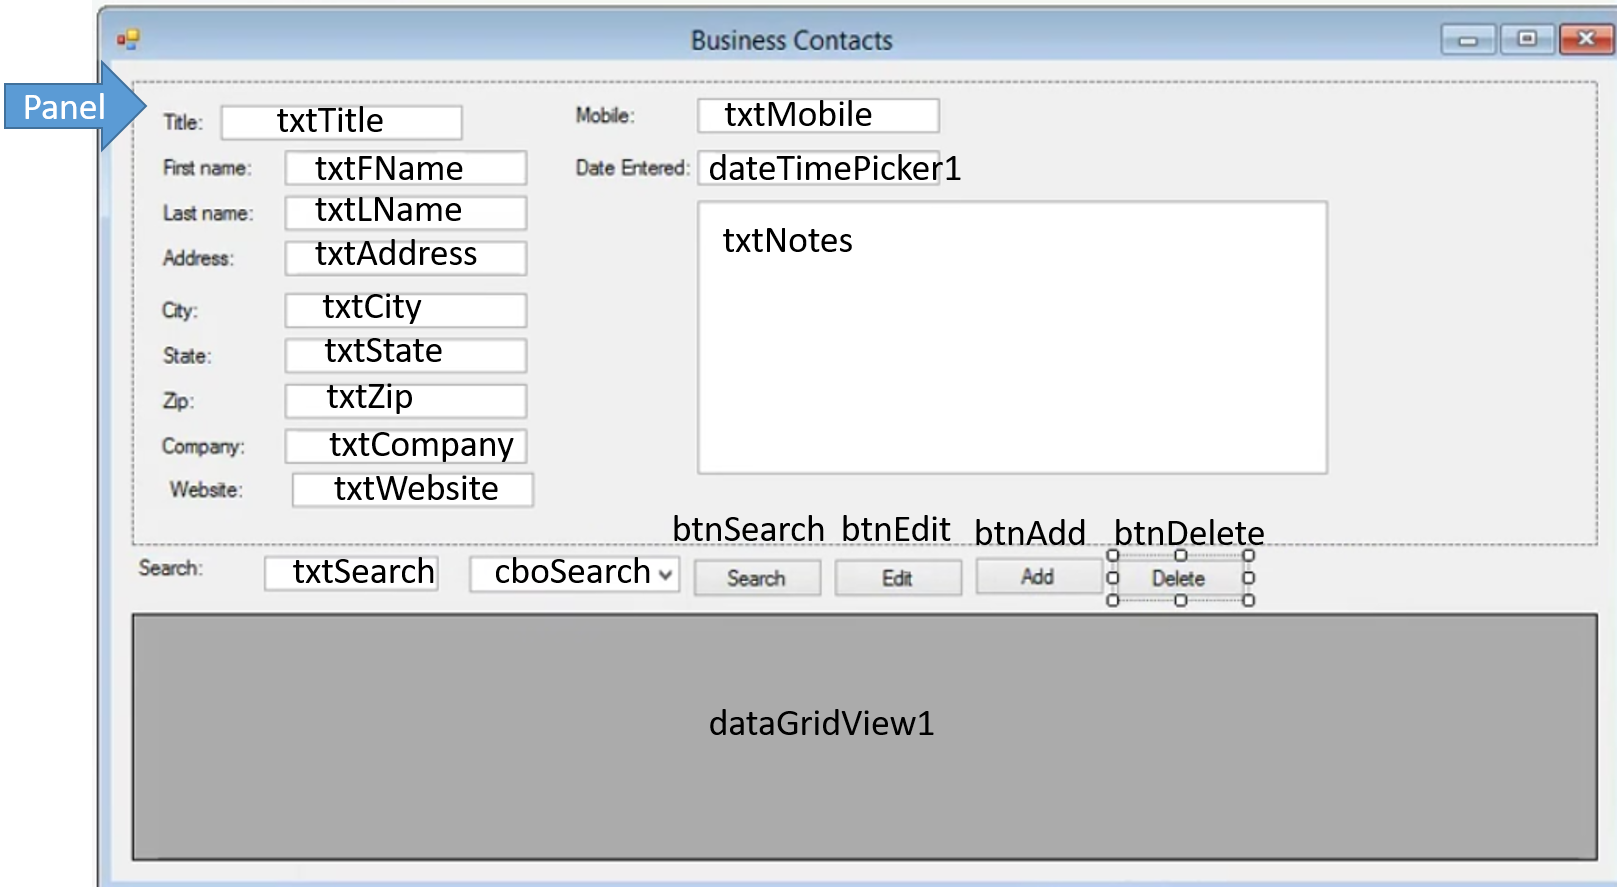 Business Contacts
Panel
Title: txtTitle
Mobile: txtMobile
First name: txtFName
Date Entered: dateTimePicker1
Last name: txtLName
txtNotes
Address: txtAddress
City: txtCity
State: txtState
Zip: txtZip
Company: txtCompany
Website: txtWebsite
btnSearch btnEdit btnAdd btnDelete
Search: txtSearch cboSearch Search Edit Add Delete
dataGridView1